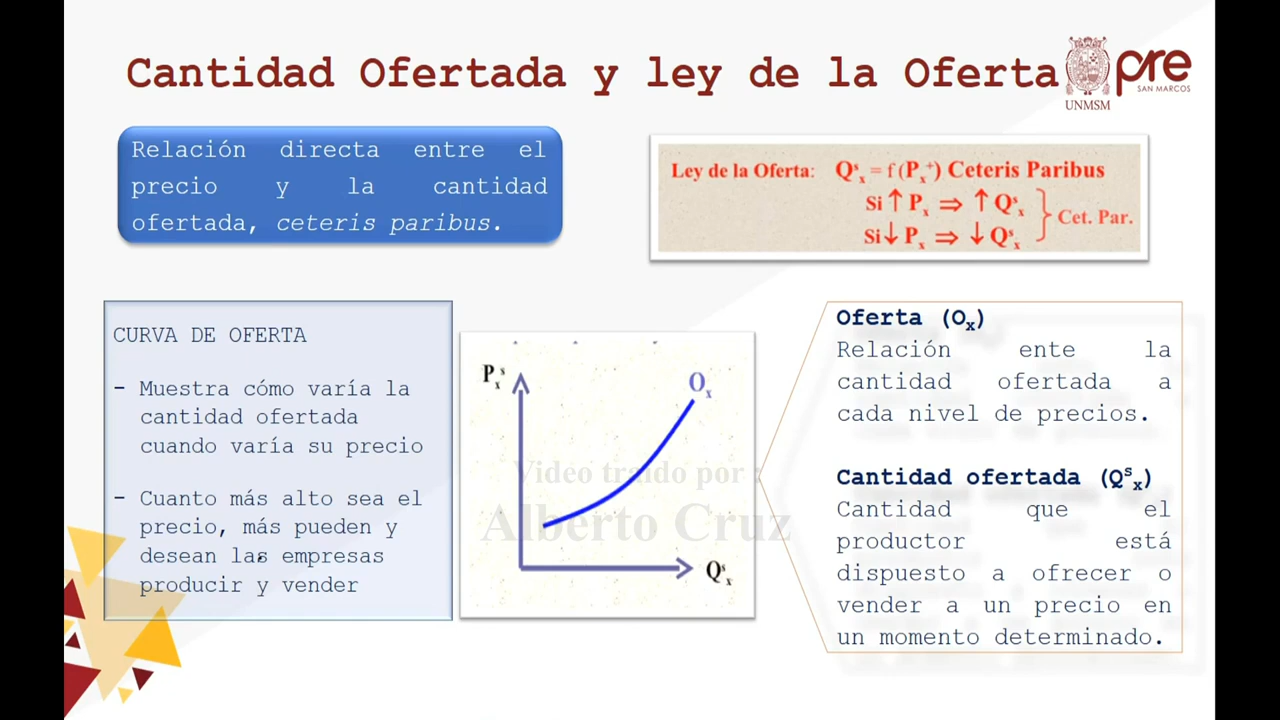 Cantidad Ofertada y ley de la Oferta
pre
SAN MARCOS
UNMSM
Relación directa entre el
precio y la cantidad
ofertada, ceteris paribus.
Ley de la Oferta: Qˢₓ = f (Pₓ⁺) Ceteris Paribus
Si ↑ Pₓ ⇒ ↑ Qˢₓ
Si ↓ Pₓ ⇒ ↓ Qˢₓ
Cet. Par.
CURVA DE OFERTA
- Muestra cómo varía la
cantidad ofertada
cuando varía su precio
- Cuanto más alto sea el
precio, más pueden y
desean las empresas
producir y vender
Pₓˢ
Oₓ
Qˢₓ
Video traido por :
Alberto Cruz
Oferta (Oₓ)
Relación ente la
cantidad ofertada a
cada nivel de precios.
Cantidad ofertada (Qˢₓ)
Cantidad que el
productor está
dispuesto a ofrecer o
vender a un precio en
un momento determinado.